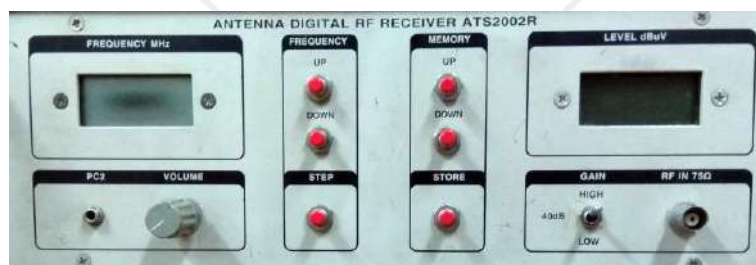 ANTENNA DIGITAL RF RECEIVER ATS2002R
FREQUENCY MHz
FREQUENCY
MEMORY
LEVEL dBuV
UP
UP
DOWN
DOWN
PC2
VOLUME
STEP
STORE
GAIN
RF IN 75Ω
HIGH
40dB
LOW